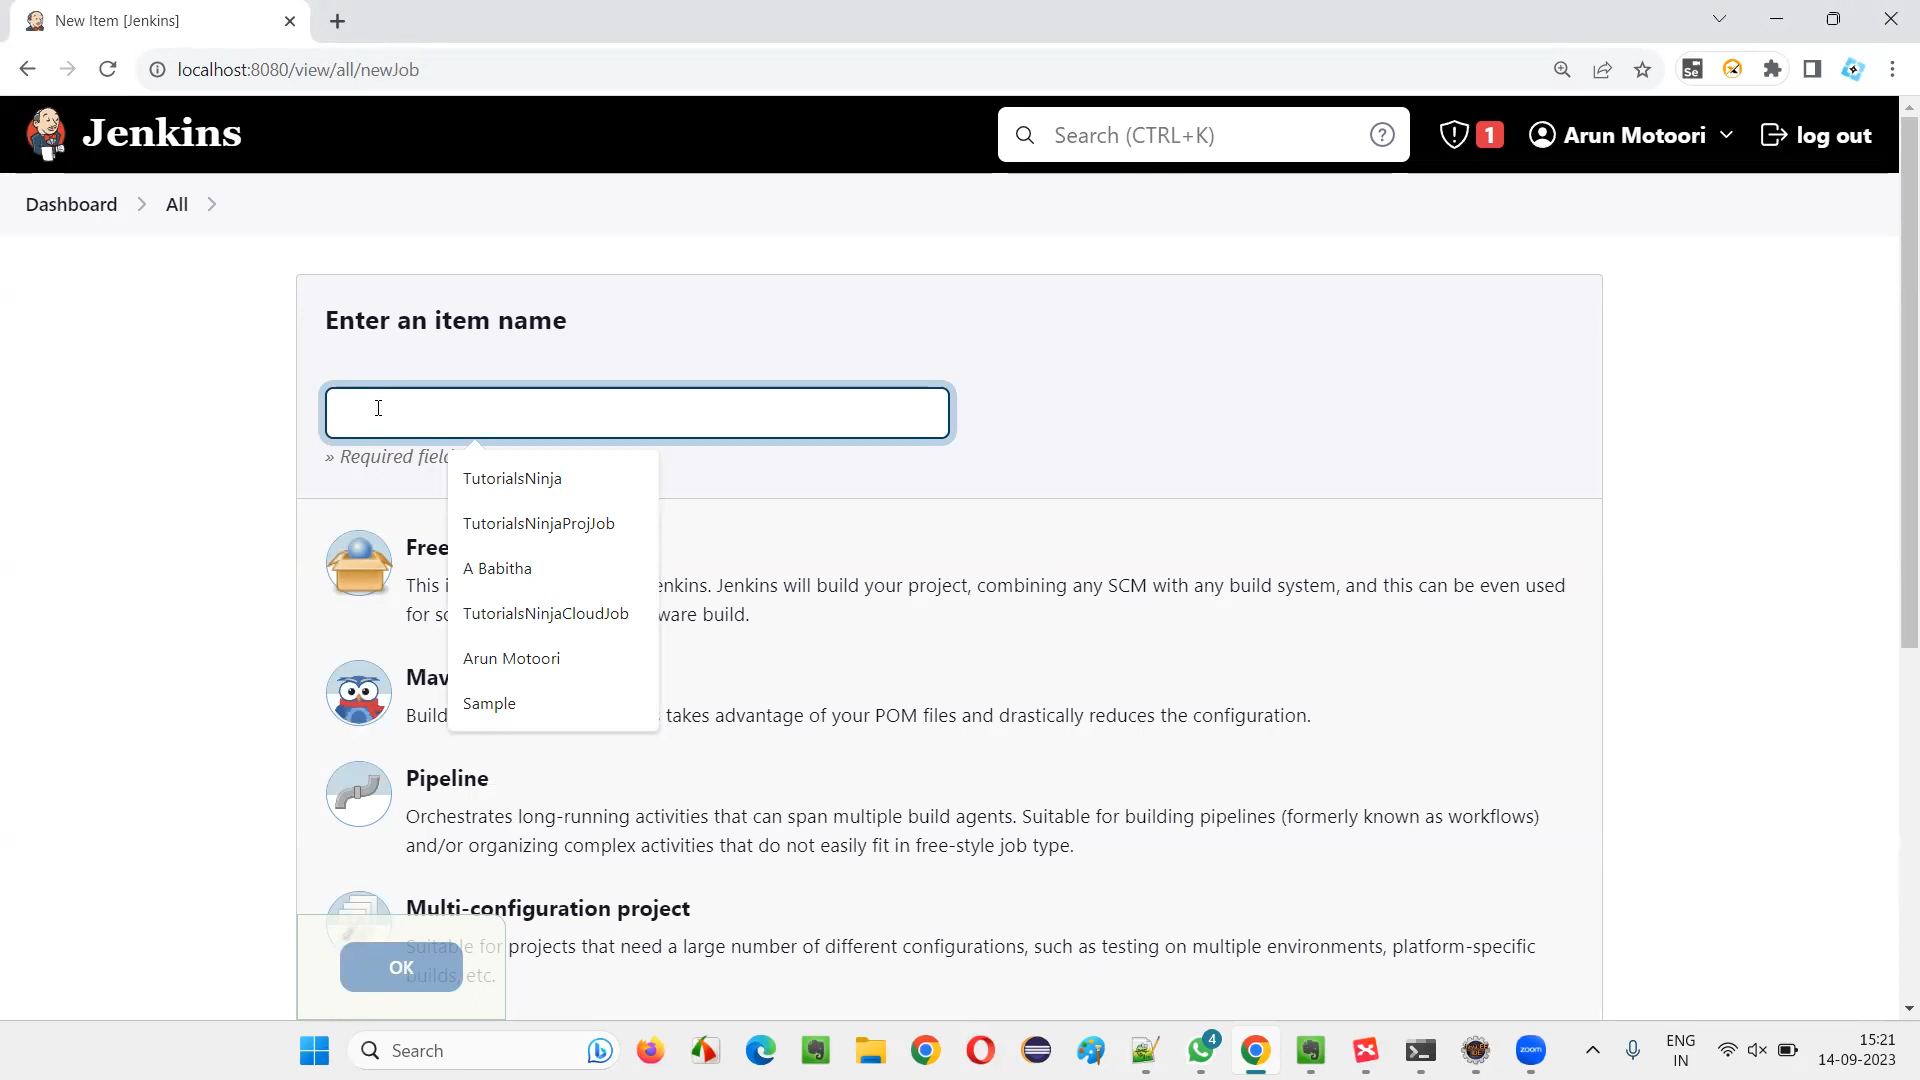 New Item [Jenkins]
localhost:8080/view/all/newJob
Se
Jenkins
Search (CTRL+K)
?
1
Arun Motoori
log out
Dashboard
All
Enter an item name
» Required field
TutorialsNinja
TutorialsNinjaProjJob
A Babitha
TutorialsNinjaCloudJob
Arun Motoori
Sample
Free
This i enkins. Jenkins will build your project, combining any SCM with any build system, and this can be even used
for so ware build.
Mav
Build takes advantage of your POM files and drastically reduces the configuration.
Pipeline
Orchestrates long-running activities that can span multiple build agents. Suitable for building pipelines (formerly known as workflows)
and/or organizing complex activities that do not easily fit in free-style job type.
Multi-configuration project
Suitable for projects that need a large number of different configurations, such as testing on multiple environments, platform-specific
builds, etc.
OK
Search
4
zoom
ENG
IN
15:21
14-09-2023